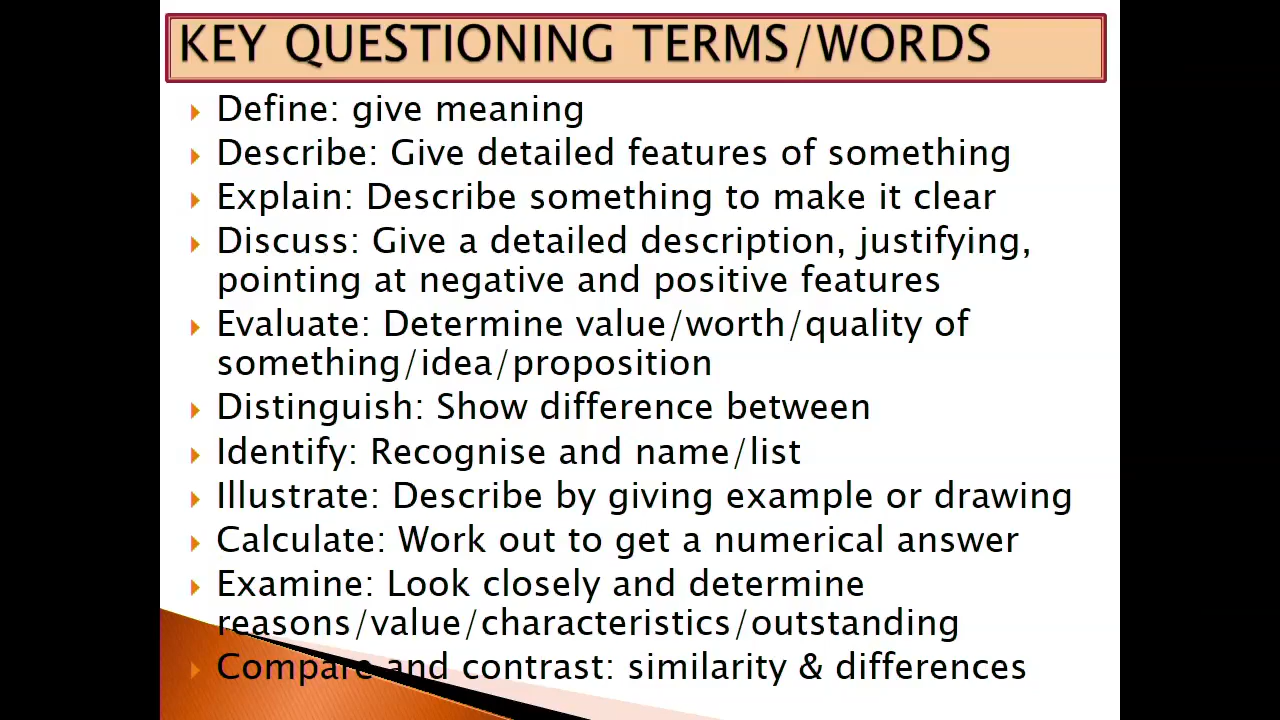 KEY QUESTIONING TERMS/WORDS
Define: give meaning
Describe: Give detailed features of something
Explain: Describe something to make it clear
Discuss: Give a detailed description, justifying,
pointing at negative and positive features
Evaluate: Determine value/worth/quality of
something/idea/proposition
Distinguish: Show difference between
Identify: Recognise and name/list
Illustrate: Describe by giving example or drawing
Calculate: Work out to get a numerical answer
Examine: Look closely and determine
reasons/value/characteristics/outstanding
Compare and contrast: similarity & differences